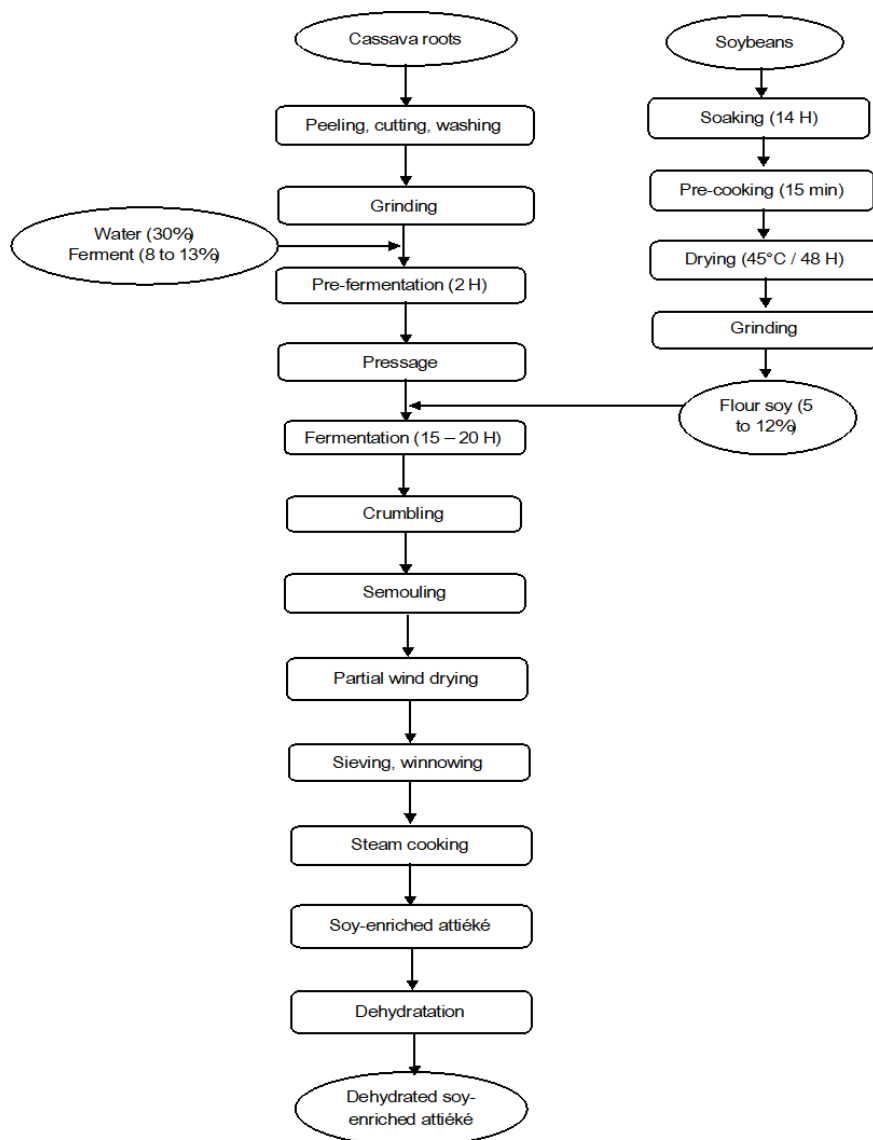 Cassava roots
Peeling, cutting, washing
Grinding
Water (30%)
Ferment (8 to 13%)
Pre-fermentation (2 H)
Pressage
Fermentation (15 – 20 H)
Crumbling
Semouling
Partial wind drying
Sieving, winnowing
Steam cooking
Soy-enriched attiéké
Dehydratation
Dehydrated soy-
enriched attiéké
Soybeans
Soaking (14 H)
Pre-cooking (15 min)
Drying (45°C / 48 H)
Grinding
Flour soy (5
to 12%)